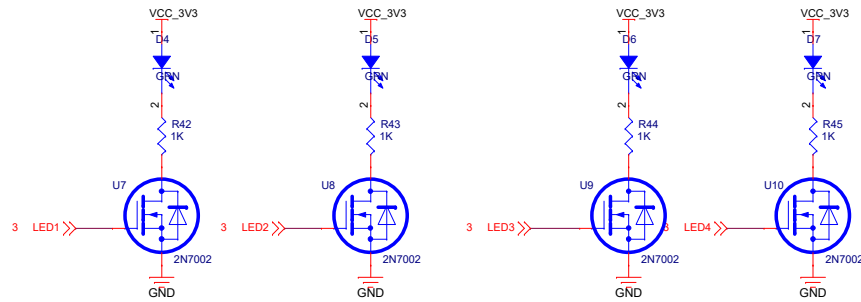 VCC_3V3 VCC_3V3 VCC_3V3 VCC_3V3
1 1 1 1
D4 D5 D6 D7
GRN GRN GRN GRN
2 2 2 2
R42 R43 R44 R45
1K 1K 1K 1K
U7 U8 U9 U10
3 LED1 3 LED2 3 LED3 3 LED4
2N7002 2N7002 2N7002 2N7002
GND GND GND GND